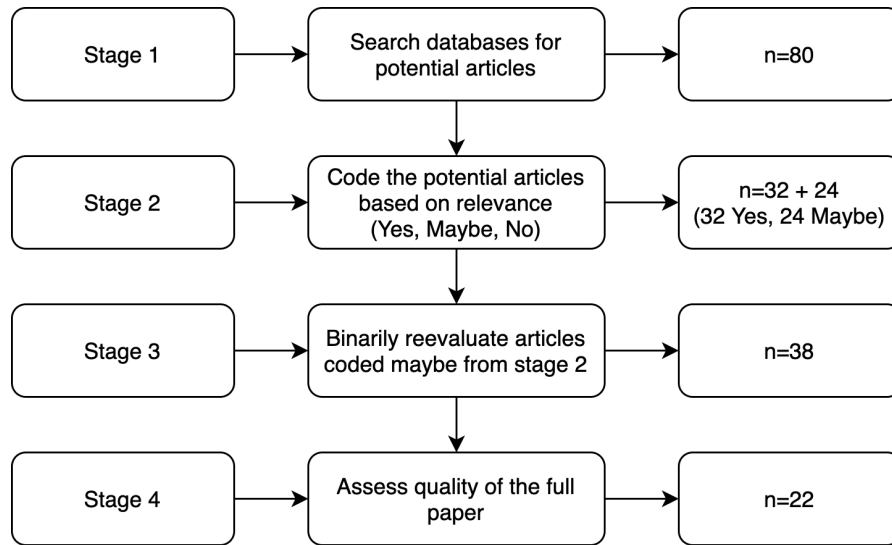 Stage 1
Search databases for
potential articles
n=80
Stage 2
Code the potential articles
based on relevance
(Yes, Maybe, No)
n=32 + 24
(32 Yes, 24 Maybe)
Stage 3
Binarily reevaluate articles
coded maybe from stage 2
n=38
Stage 4
Assess quality of the full
paper
n=22